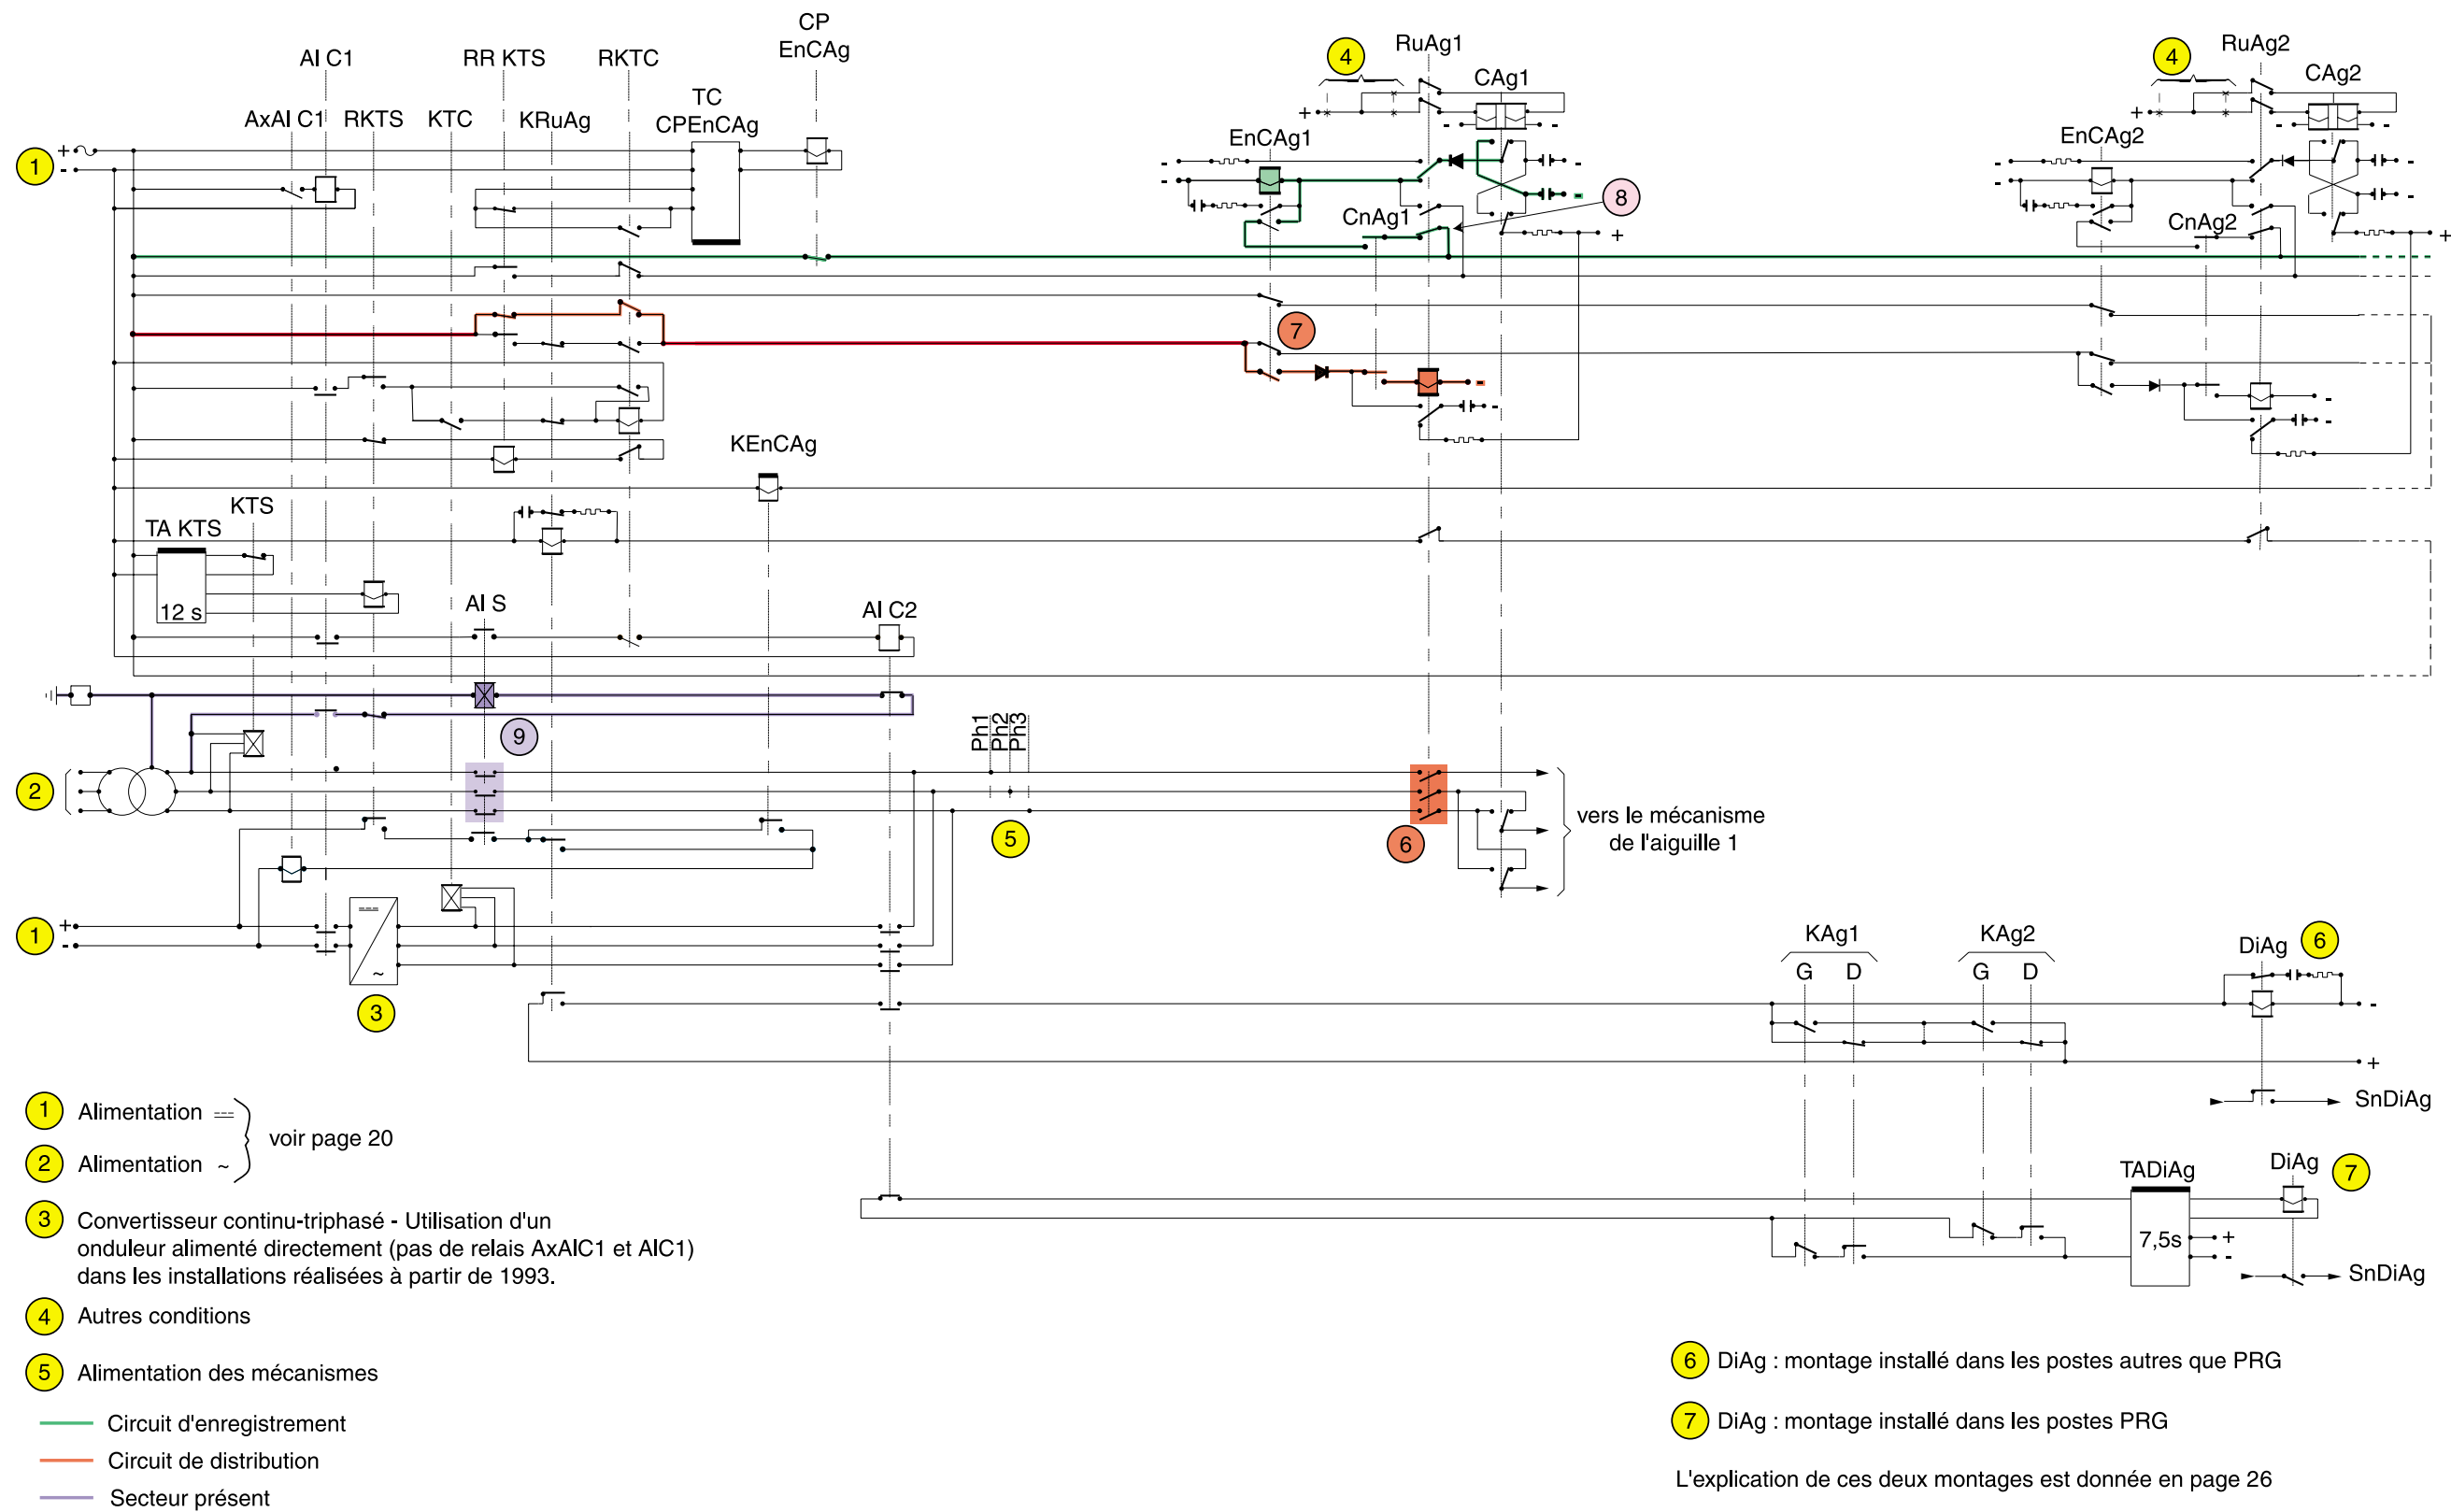 CP
EnCAg
AI C1
RR KTS
RKTC
TC
CPEnCAg
AxAI C1
RKTS
KTC
KRuAg
4
RuAg1
CAg1
4
RuAg2
CAg2
+
-
-
+
-
-
1
+
-
EnCAg1
EnCAg2
-
-
-
-
-
-
-
-
8
CnAg1
CnAg2
+
+
7
-
-
-
-
KEnCAg
KTS
TA KTS
12 s
AI S
AI C2
9
Ph1
Ph2
Ph3
2
5
6
vers le mécanisme
de l'aiguille 1
1
+
-
~
3
KAg1
KAg2
G
D
G
D
DiAg
6
-
+
SnDiAg
TADiAg
7,5s
DiAg
7
+
-
SnDiAg
1 Alimentation
2 Alimentation ~
voir page 20
3 Convertisseur continu-triphasé - Utilisation d'un
onduleur alimenté directement (pas de relais AxAIC1 et AIC1)
dans les installations réalisées à partir de 1993.
4 Autres conditions
5 Alimentation des mécanismes
Circuit d'enregistrement
Circuit de distribution
Secteur présent
6 DiAg : montage installé dans les postes autres que PRG
7 DiAg : montage installé dans les postes PRG
L'explication de ces deux montages est donnée en page 26